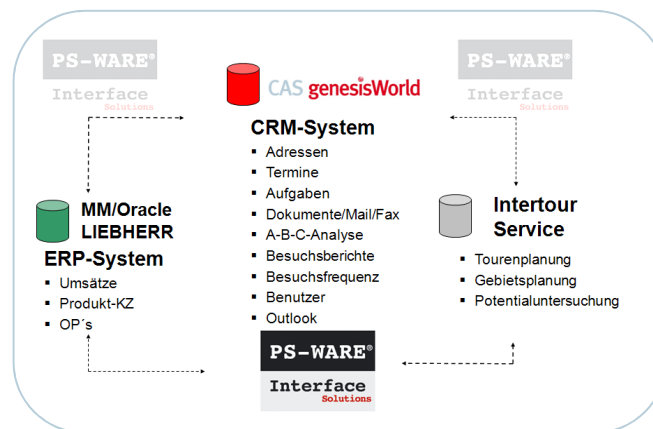 PS-WARE®
Interface
Solutions
PS-WARE®
Interface
Solutions
CAS genesisWorld
CRM-System
▪ Adressen
▪ Termine
▪ Aufgaben
▪ Dokumente/Mail/Fax
▪ A-B-C-Analyse
▪ Besuchsberichte
▪ Besuchsfrequenz
▪ Benutzer
▪ Outlook
MM/Oracle
LIEBHERR
ERP-System
▪ Umsätze
▪ Produkt-KZ
▪ OP´s
Intertour
Service
▪ Tourenplanung
▪ Gebietsplanung
▪ Potentialuntersuchung
PS-WARE®
Interface
Solutions